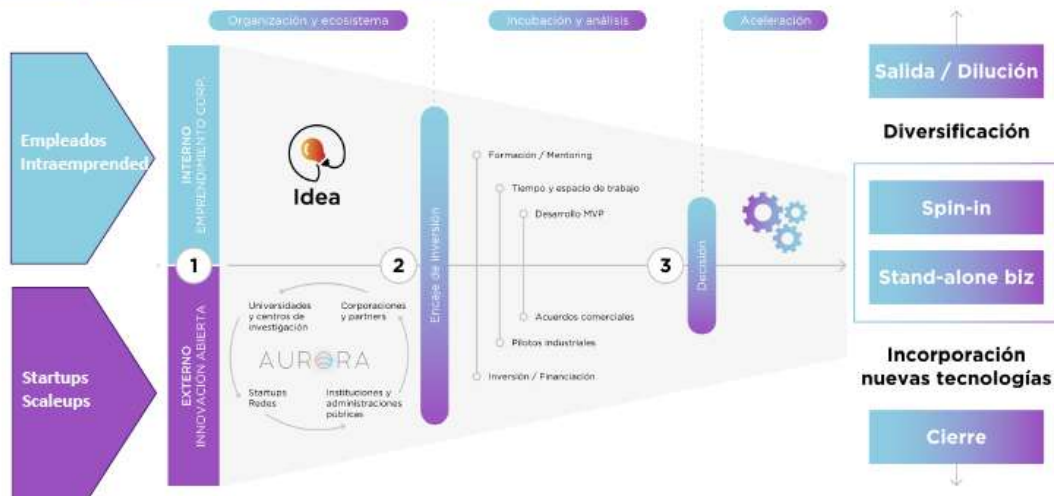 Organización y ecosistema
Incubación y análisis
Aceleración
Empleados
Intraemprended
INTERNO
EMPRENDIMIENTO CORP.
Idea
1
2
3
Encaje de inversión
Formación / Mentoring
Tiempo y espacio de trabajo
Desarrollo MVP
Decisión
Startups
Scaleups
EXTERNO
INNOVACIÓN ABIERTA
Universidades
y centros de
investigación
Corporaciones
y partners
AURORA
Startups
Redes
Instituciones y
administraciones
públicas
Acuerdos comerciales
Pilotos industriales
Inversión / Financiación
Salida / Dilución
Diversificación
Spin-in
Stand-alone biz
Incorporación
nuevas tecnologías
Cierre